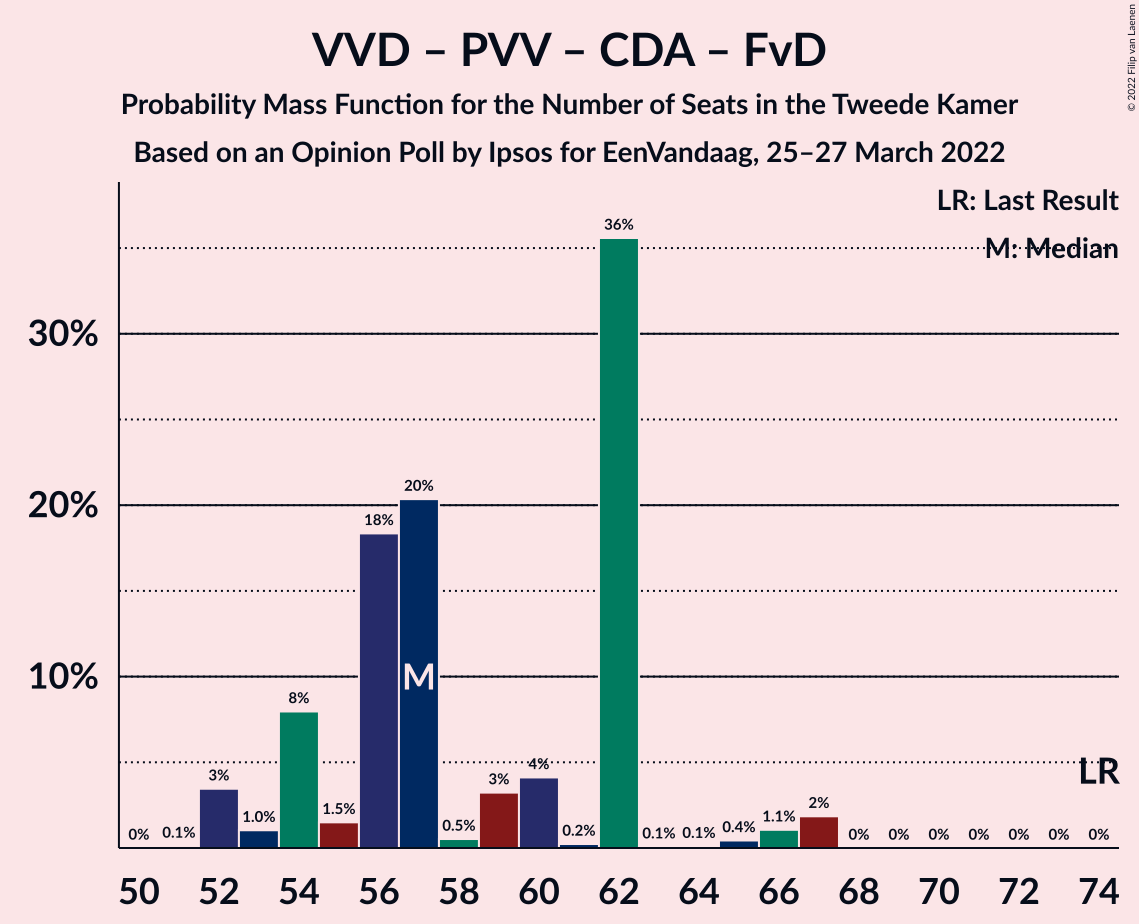 VVD – PVV – CDA – FvD
Probability Mass Function for the Number of Seats in the Tweede Kamer
Based on an Opinion Poll by Ipsos for EenVandaag, 25–27 March 2022
© 2022 Filip van Laenen
LR: Last Result
M: Median
36%
30%
20%
20%
18%
10%
M
8%
LR
3%
1.0%
1.5%
0.5%
3%
4%
0.2%
0.1%
0.1%
0.4%
1.1%
2%
0% 0.1%
0% 0% 0% 0% 0% 0% 0%
50 52 54 56 58 60 62 64 66 68 70 72 74